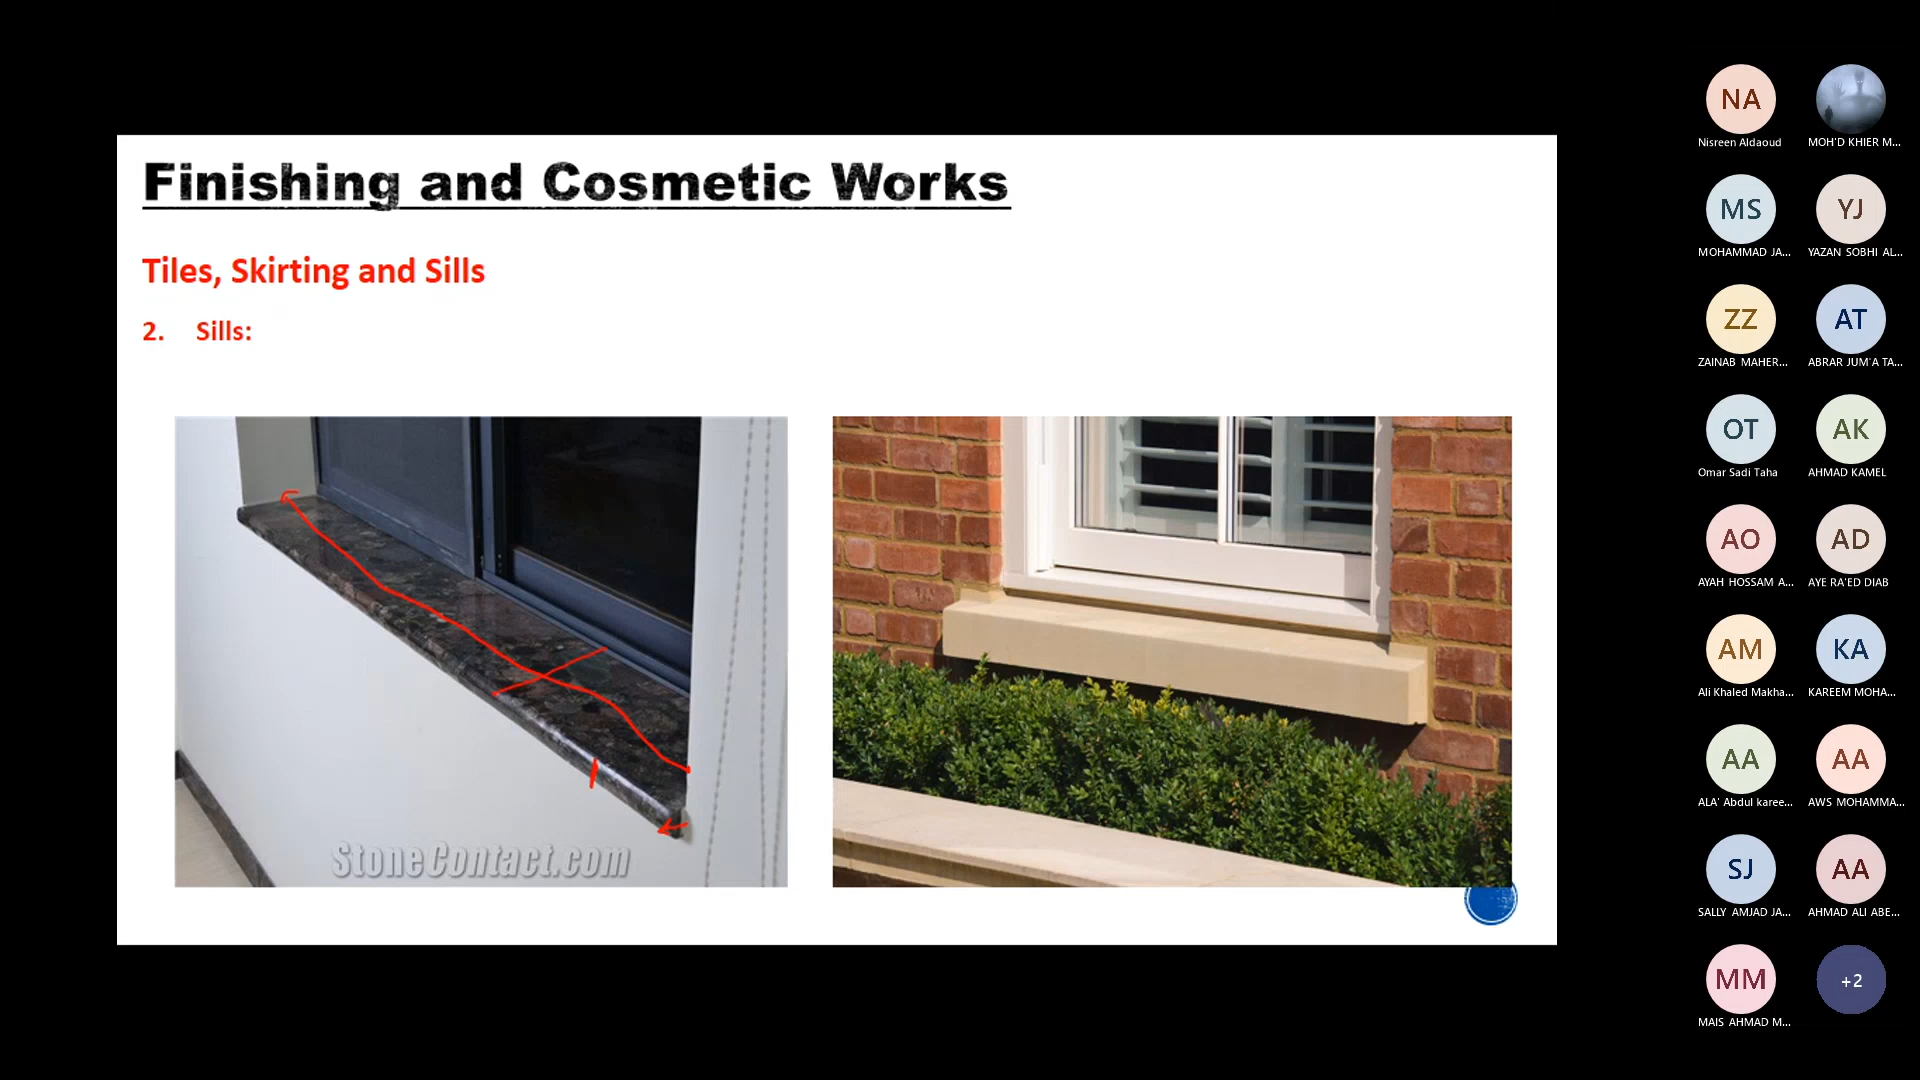 Finishing and Cosmetic Works
Tiles, Skirting and Sills
2. Sills:
StoneContact.com
NA
Nisreen Aldaoud
MOH'D KHIER M...
MS
MOHAMMAD JA...
YJ
YAZAN SOBHI AL...
ZZ
ZAINAB MAHER...
AT
ABRAR JUM'A TA...
OT
Omar Sadi Taha
AK
AHMAD KAMEL
AO
AYAH HOSSAM A...
AD
AYE RA'ED DIAB
AM
Ali Khaled Makha...
KA
KAREEM MOHA...
AA
ALA' Abdul karee...
AA
AWS MOHAMMA...
SJ
SALLY AMJAD JA...
AA
AHMAD ALI ABE...
MM
MAIS AHMAD M...
+2